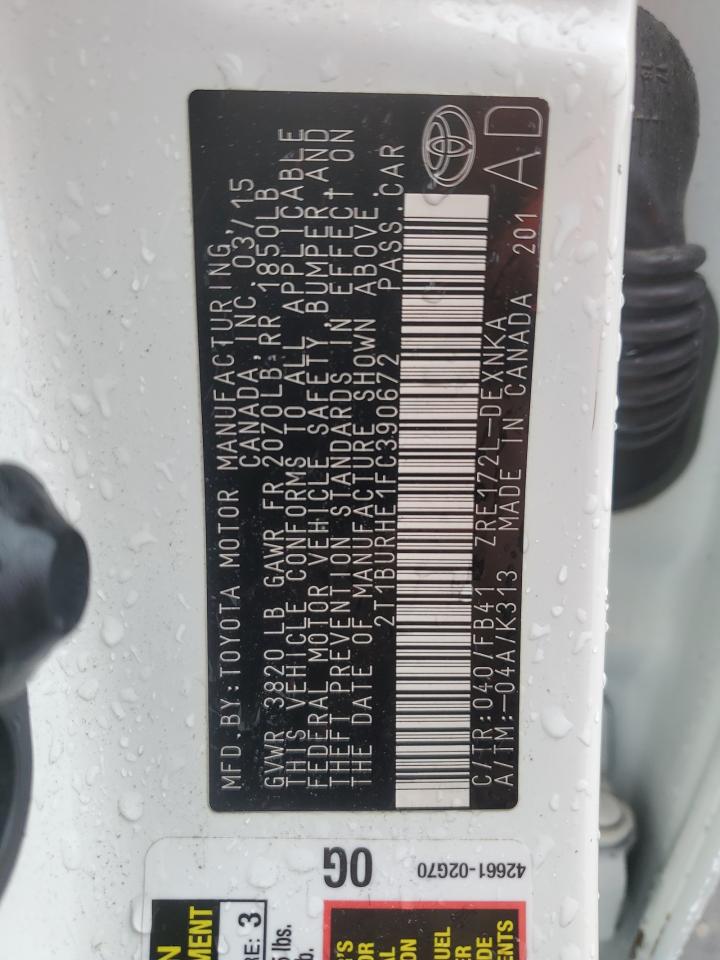 MFD.BY:TOYOTA MOTOR MANUFACTURING,
CANADA,INC.03/15
GVWR 3820 LB GAWR FR 2070LB RR 1850LB
THIS VEHICLE CONFORMS TO ALL APPLICABLE
FEDERAL MOTOR VEHICLE SAFETY, BUMPER, AND
THEFT PREVENTION STANDARDS IN EFFECT ON
THE DATE OF MANUFACTURE SHOWN ABOVE.
2T1BURHE1FC390672 PASS.CAR
C/TR:040/FB41 ZRE172L-DEXNKA
A/TM:-04A/K313 MADE IN CANADA 201
AD
0G
42661-02G70
3
lbs.